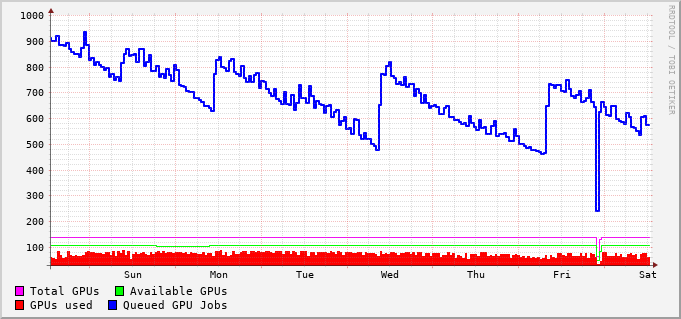 1000
900
800
700
600
500
400
300
200
100
Sun Mon Tue Wed Thu Fri Sat
Total GPUs Available GPUs
GPUs used Queued GPU Jobs
RRDTOOL / TOBI OETIKER